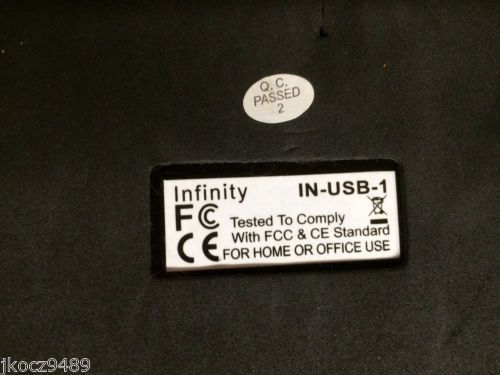 Q. C.
PASSED
2
Infinity IN-USB-1
FC Tested To Comply
With FCC & CE Standard
CE FOR HOME OR OFFICE USE
jkocz9489
jkocz9489